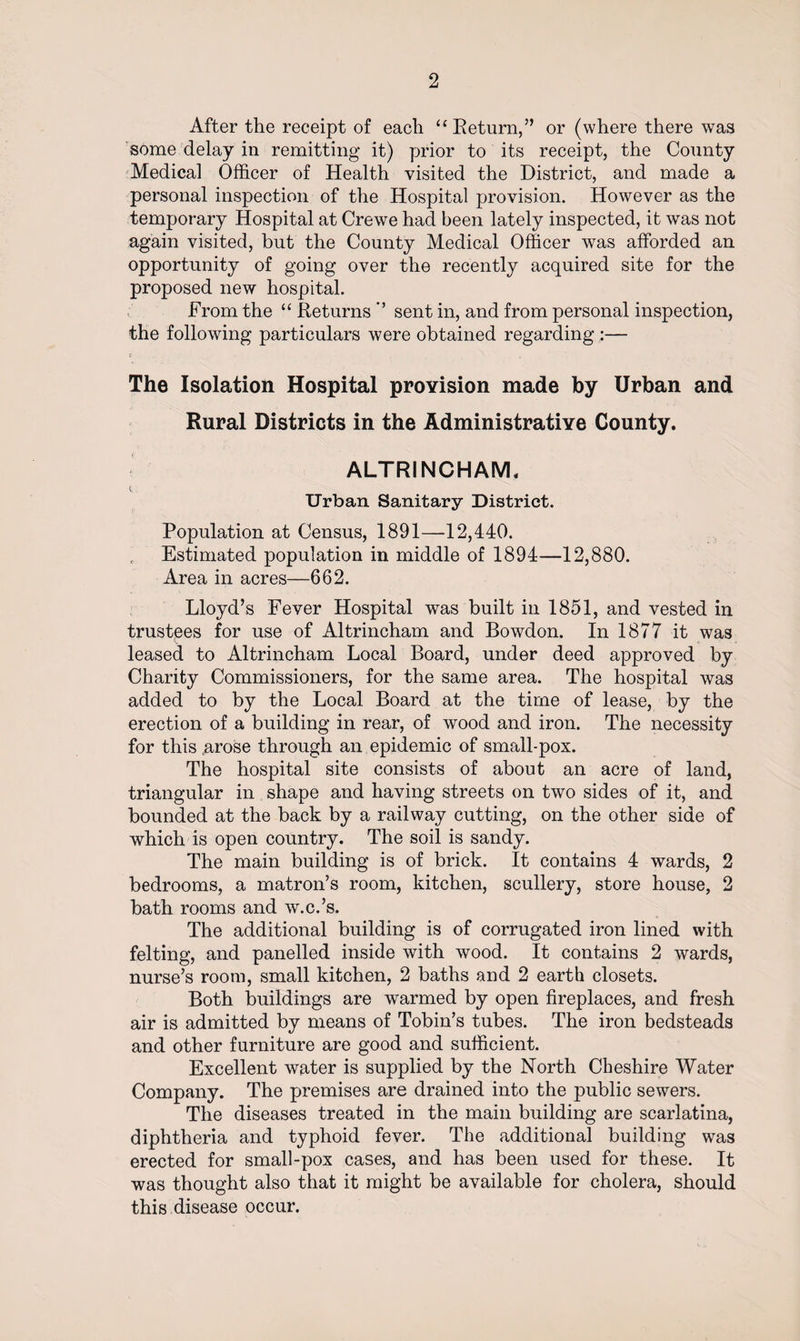 2
After the receipt of each “ Return,” or (where there was
some delay in remitting it) prior to its receipt, the County
Medical Officer of Health visited the District, and made a
personal inspection of the Hospital provision. However as the
temporary Hospital at Crewe had been lately inspected, it was not
again visited, but the County Medical Officer was afforded an
opportunity of going over the recently acquired site for the
proposed new hospital.
From the “ Returns ” sent in, and from personal inspection,
the following particulars were obtained regarding :—
The Isolation Hospital provision made by Urban and
Rural Districts in the Administrative County.
ALTRINCHAM.
Urban Sanitary District.
Population at Census, 1891—12,440.
Estimated population in middle of 1894—12,880.
Area in acres—662.
Lloyd’s Fever Hospital was built in 1851, and vested in
trustees for use of Altrincham and Bowdon. In 1877 it was
leased to Altrincham Local Board, under deed approved by
Charity Commissioners, for the same area. The hospital was
added to by the Local Board at the time of lease, by the
erection of a building in rear, of wood and iron. The necessity
for this arose through an epidemic of small-pox.
The hospital site consists of about an acre of land,
triangular in shape and having streets on two sides of it, and
bounded at the back by a railway cutting, on the other side of
which is open country. The soil is sandy.
The main building is of brick. It contains 4 wards, 2
bedrooms, a matron’s room, kitchen, scullery, store house, 2
bath rooms and w.c.’s.
The additional building is of corrugated iron lined with
felting, and panelled inside with wood. It contains 2 wards,
nurse’s room, small kitchen, 2 baths and 2 earth closets.
Both buildings are warmed by open fireplaces, and fresh
air is admitted by means of Tobin’s tubes. The iron bedsteads
and other furniture are good and sufficient.
Excellent water is supplied by the North Cheshire Water
Company. The premises are drained into the public sewers.
The diseases treated in the main building are scarlatina,
diphtheria and typhoid fever. The additional building was
erected for small-pox cases, and has been used for these. It
was thought also that it might be available for cholera, should
this disease occur.